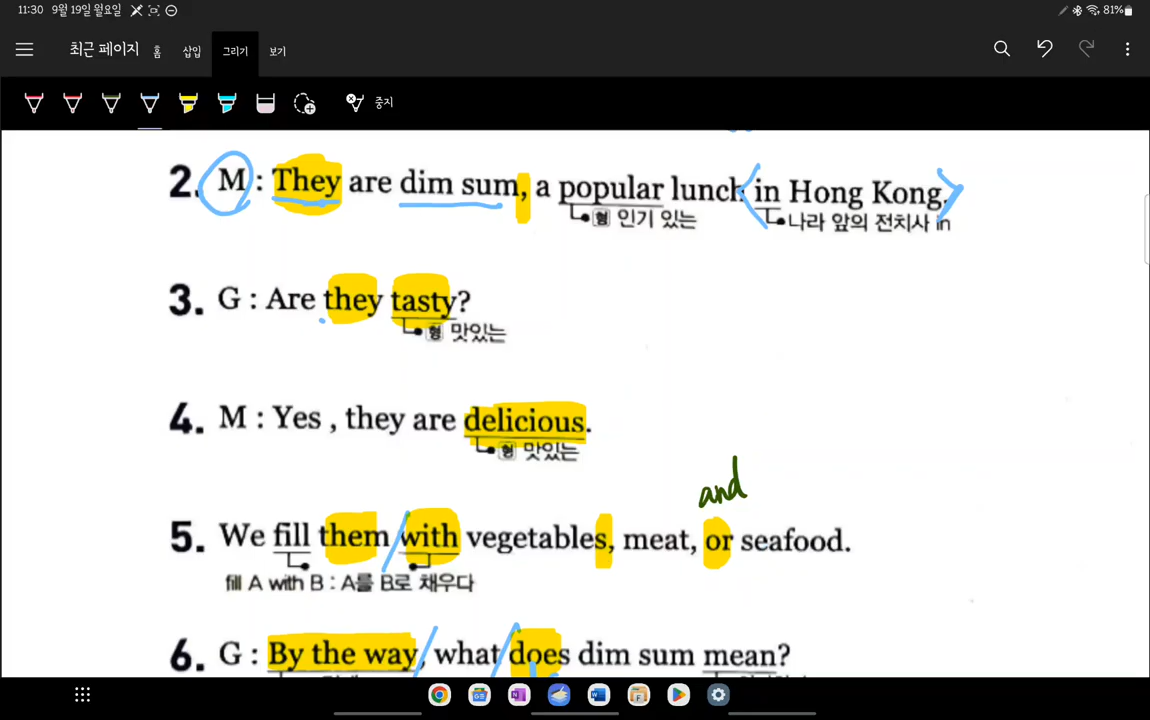 11:30 9월 19일 월요일 81%
최근 페이지 홈 삽입 그리기 보기
중지
2. M : They are dim sum, a popular lunch in Hong Kong.
형 인기 있는 나라 앞의 전치사 in
3. G : Are they tasty?
형 맛있는
4. M : Yes , they are delicious.
형 맛있는
and
5. We fill them with vegetables, meat, or seafood.
fill A with B : A를 B로 채우다
6. G : By the way, what does dim sum mean?